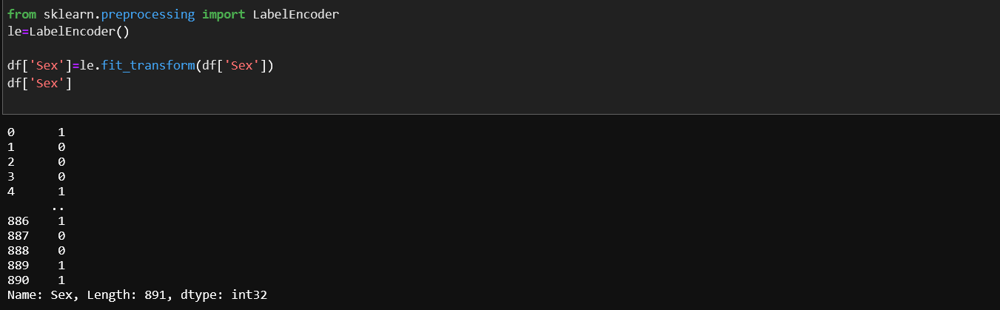 from sklearn.preprocessing import LabelEncoder
le=LabelEncoder()
df['Sex']=le.fit_transform(df['Sex'])
df['Sex']
0      1
1      0
2      0
3      0
4      1
      ..
886    1
887    0
888    0
889    1
890    1
Name: Sex, Length: 891, dtype: int32